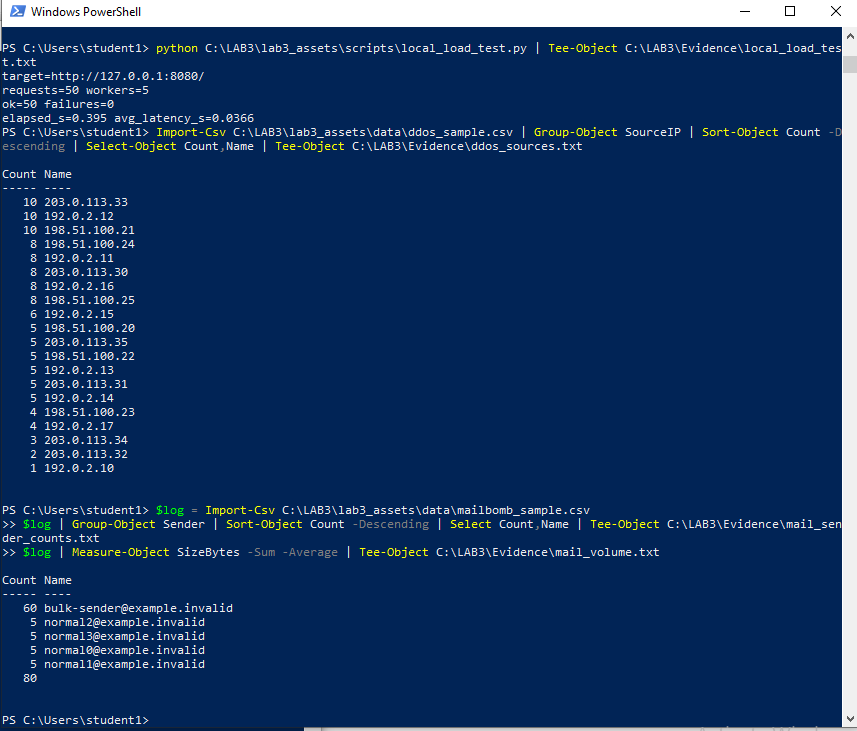 Windows PowerShell
PS C:\Users\student1> python C:\LAB3\lab3_assets\scripts\local_load_test.py | Tee-Object C:\LAB3\Evidence\local_load_tes
t.txt
target=http://127.0.0.1:8080/
requests=50 workers=5
ok=50 failures=0
elapsed_s=0.395 avg_latency_s=0.0366
PS C:\Users\student1> Import-Csv C:\LAB3\lab3_assets\data\ddos_sample.csv | Group-Object SourceIP | Sort-Object Count -D
escending | Select-Object Count,Name | Tee-Object C:\LAB3\Evidence\ddos_sources.txt
Count Name
----- ----
   10 203.0.113.33
   10 192.0.2.12
   10 198.51.100.21
    8 198.51.100.24
    8 192.0.2.11
    8 203.0.113.30
    8 192.0.2.16
    8 198.51.100.25
    6 192.0.2.15
    5 198.51.100.20
    5 203.0.113.35
    5 198.51.100.22
    5 192.0.2.13
    5 203.0.113.31
    5 192.0.2.14
    4 198.51.100.23
    4 192.0.2.17
    3 203.0.113.34
    2 203.0.113.32
    1 192.0.2.10
PS C:\Users\student1> $log = Import-Csv C:\LAB3\lab3_assets\data\mailbomb_sample.csv
>> $log | Group-Object Sender | Sort-Object Count -Descending | Select Count,Name | Tee-Object C:\LAB3\Evidence\mail_sen
der_counts.txt
>> $log | Measure-Object SizeBytes -Sum -Average | Tee-Object C:\LAB3\Evidence\mail_volume.txt
Count Name
----- ----
   60 bulk-sender@example.invalid
    5 normal2@example.invalid
    5 normal3@example.invalid
    5 normal0@example.invalid
    5 normal1@example.invalid
   80
PS C:\Users\student1>